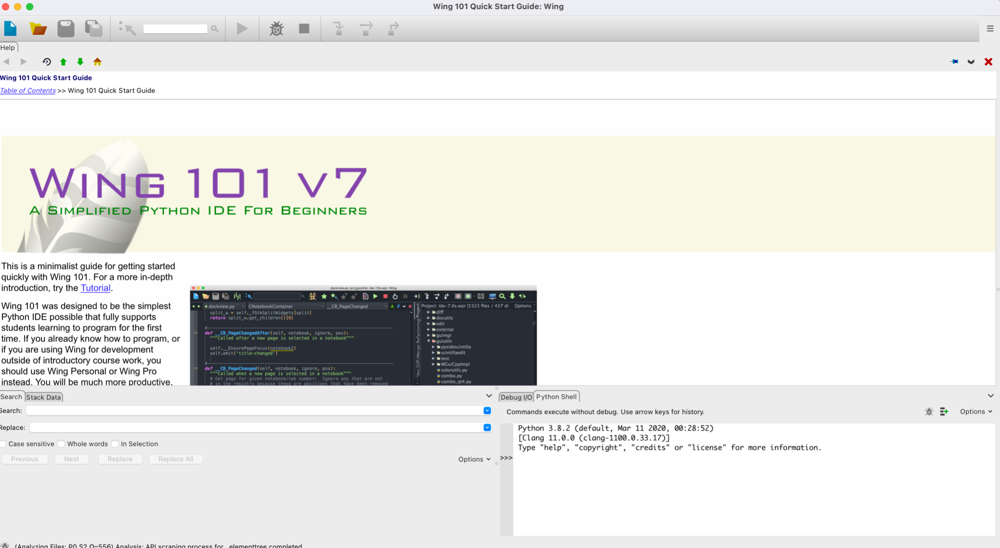 Wing 101 Quick Start Guide: Wing
Help
Wing 101 Quick Start Guide
Table of Contents >> Wing 101 Quick Start Guide
Wing 101 v7
A Simplified Python IDE For Beginners
This is a minimalist guide for getting started
quickly with Wing 101. For a more in-depth
introduction, try the Tutorial.
Wing 101 was designed to be the simplest
Python IDE possible that fully supports
students learning to program for the first
time. If you already know how to program, or
if you are using Wing for development
outside of introductory course work, you
should use Wing Personal or Wing Pro
instead. You will be much more productive,
dockview.py (src/guiutils): ide-7.0s.wpr: Wing
dockview.py CNotebookContainer __CB_PageChanged
split_w = self._fGtkSplitWidgets[split]
return split_w.get_children()[0]
def __CB_PageChangedAfter(self, notebook, ignore, pos):
"""Called after a new page is selected in a notebook"""
self.__EnsurePageFocus(notebook2)
self.emit('title-changed')
def __CB_PageChanged(self, notebook, ignore, pos):
"""Called when a new page is selected in a notebook"""
# Get page for given notebook/tab number: Ignore any that are not
# in the registry because these are positions that have been removed
Project
Refactoring
Diff/Merge
Files
Project: ide-7.0s.wpr [5323 files / 437 di Options
diff
docutils
edit
external
guimgr
guiutils
pysidescintilla
scintillaedit
test
WGuiCppImpl
colorutils.py
combo.py
combo_qt4.py
Search Stack Data
Search:
Replace:
Case sensitive Whole words In Selection
Previous Next Replace Replace All Options
Debug I/O Python Shell
Commands execute without debug. Use arrow keys for history. Options
Python 3.8.2 (default, Mar 11 2020, 00:28:52)
[Clang 11.0.0 (clang-1100.0.33.17)]
Type "help", "copyright", "credits" or "license" for more information.
>>>
(Analyzing Files: P0 S2 Q=556) Analysis: API scraping process for _elementtree completed